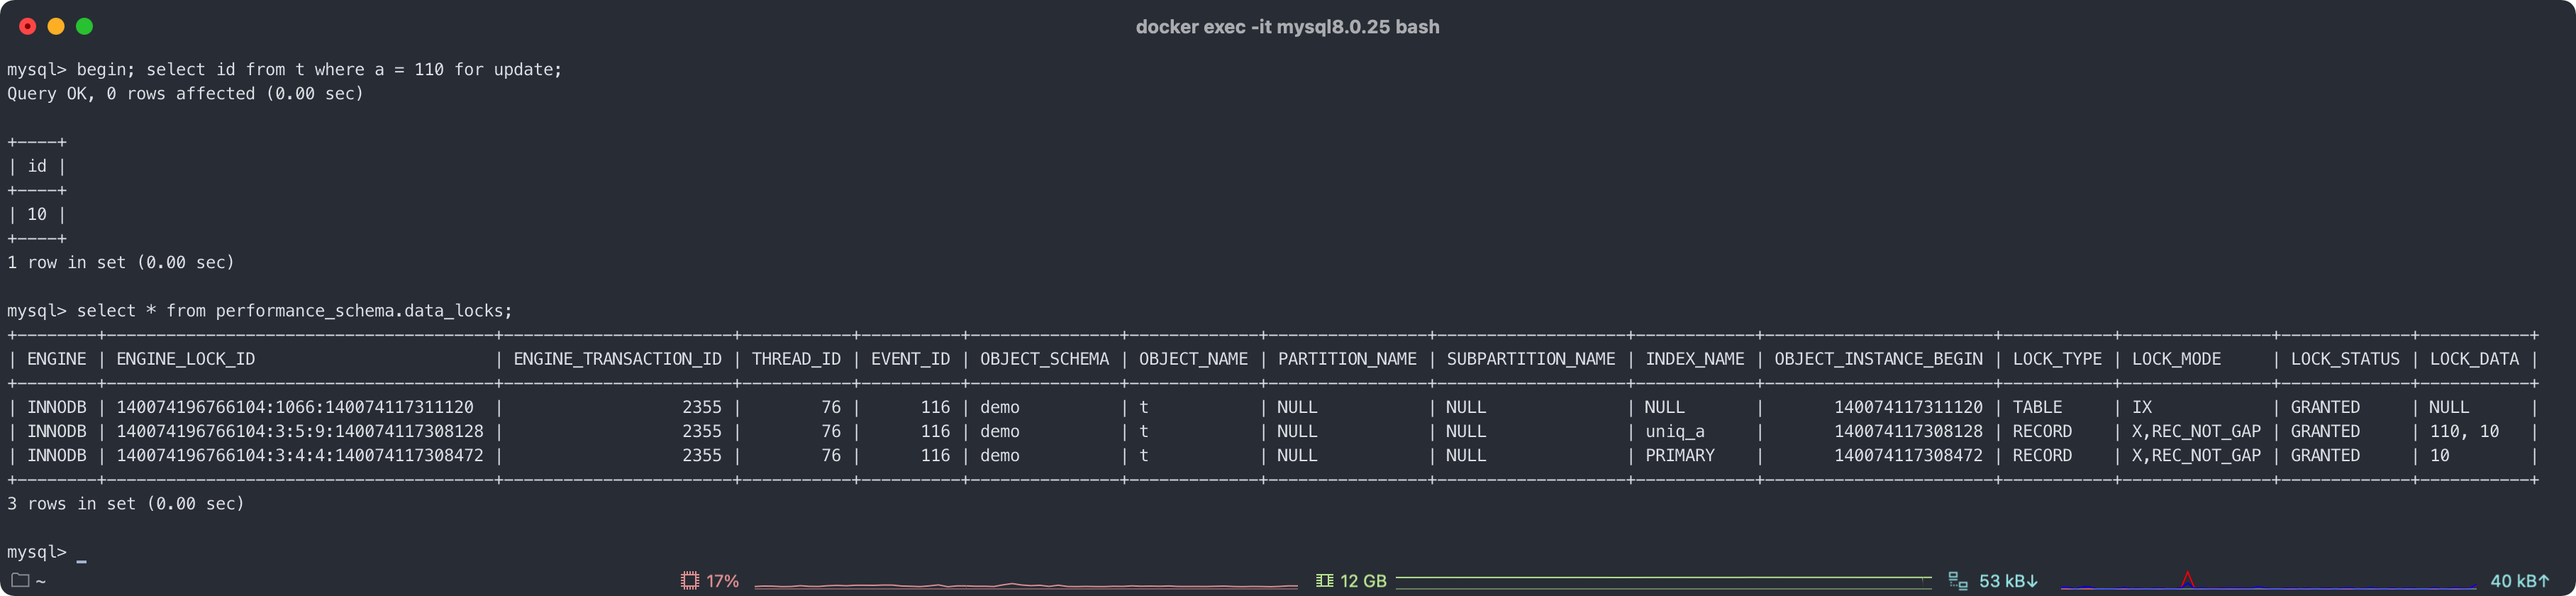 docker exec -it mysql8.0.25 bash
mysql> begin; select id from t where a = 110 for update;
Query OK, 0 rows affected (0.00 sec)
+----+
| id |
+----+
| 10 |
+----+
1 row in set (0.00 sec)
mysql> select * from performance_schema.data_locks;
+--------+----------------------------------------+-----------------------+-----------+----------+---------------+-------------+----------------+-------------------+------------+-----------------------+-----------+---------------+-------------+-----------+
| ENGINE | ENGINE_LOCK_ID                         | ENGINE_TRANSACTION_ID | THREAD_ID | EVENT_ID | OBJECT_SCHEMA | OBJECT_NAME | PARTITION_NAME | SUBPARTITION_NAME | INDEX_NAME | OBJECT_INSTANCE_BEGIN | LOCK_TYPE | LOCK_MODE     | LOCK_STATUS | LOCK_DATA |
+--------+----------------------------------------+-----------------------+-----------+----------+---------------+-------------+----------------+-------------------+------------+-----------------------+-----------+---------------+-------------+-----------+
| INNODB | 140074196766104:1066:140074117311120   |                  2355 |        76 |      116 | demo          | t           | NULL           | NULL              | NULL       |       140074117311120 | TABLE     | IX            | GRANTED     | NULL      |
| INNODB | 140074196766104:3:5:9:140074117308128 |                  2355 |        76 |      116 | demo          | t           | NULL           | NULL              | uniq_a     |       140074117308128 | RECORD    | X,REC_NOT_GAP | GRANTED     | 110, 10   |
| INNODB | 140074196766104:3:4:4:140074117308472 |                  2355 |        76 |      116 | demo          | t           | NULL           | NULL              | PRIMARY    |       140074117308472 | RECORD    | X,REC_NOT_GAP | GRANTED     | 10        |
+--------+----------------------------------------+-----------------------+-----------+----------+---------------+-------------+----------------+-------------------+------------+-----------------------+-----------+---------------+-------------+-----------+
3 rows in set (0.00 sec)
mysql> _
~ 17% 12 GB 53 kB↓ 40 kB↑